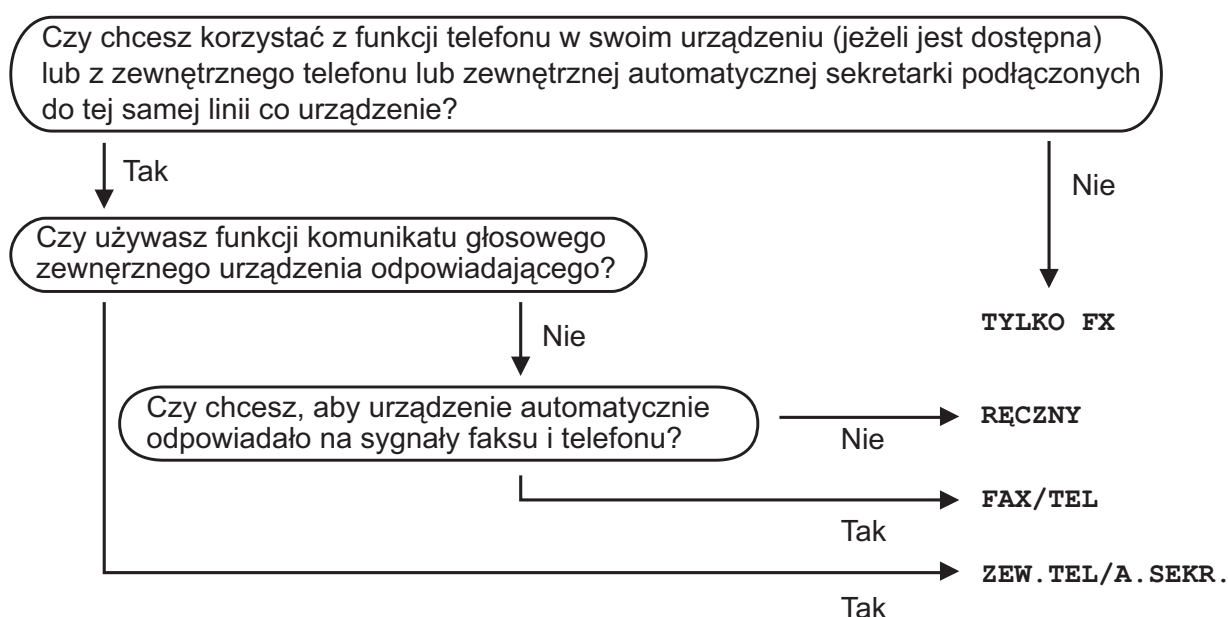 Czy chcesz korzystać z funkcji telefonu w swoim urządzeniu (jeżeli jest dostępna)
lub z zewnętrznego telefonu lub zewnętrznej automatycznej sekretarki podłączonych
do tej samej linii co urządzenie?
Tak
Nie
Czy używasz funkcji komunikatu głosowego
zewnęrznego urządzenia odpowiadającego?
TYLKO FX
Nie
Czy chcesz, aby urządzenie automatycznie
odpowiadało na sygnały faksu i telefonu?
Nie
RĘCZNY
FAX/TEL
Tak
ZEW.TEL/A.SEKR.
Tak